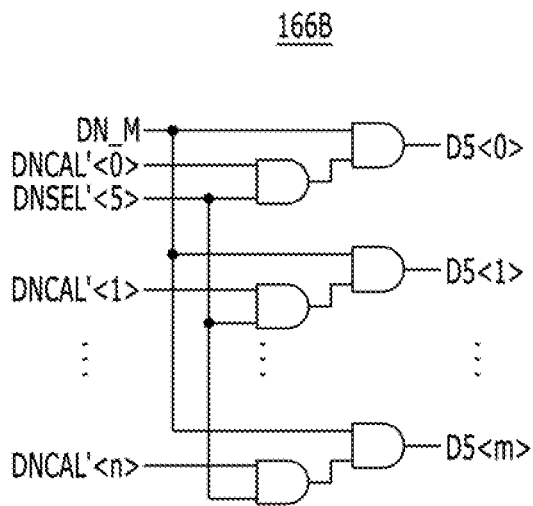 166B
DN_M
D5<0>
DNCAL'<0>
DNSEL'<5>
D5<1>
DNCAL'<1>
D5<m>
DNCAL'<n>